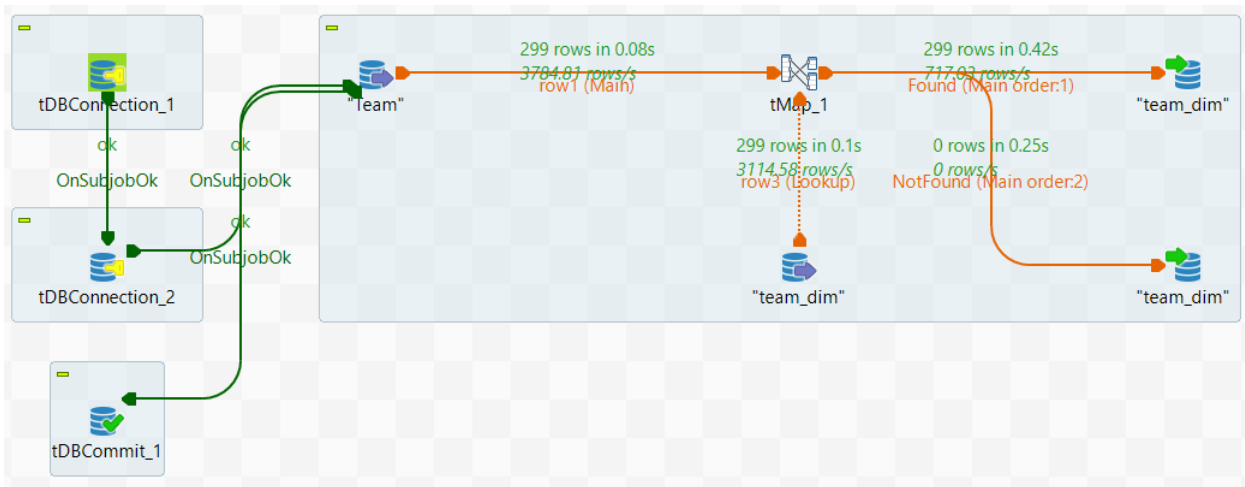 tDBConnection_1
ok
OnSubjobOk
tDBConnection_2
ok
OnSubjobOk
ok
OnSubjobOk
tDBCommit_1
"Team"
299 rows in 0.08s
3784.81 rows/s
row1 (Main)
tMap_1
299 rows in 0.42s
717.03 rows/s
Found (Main order:1)
"team_dim"
299 rows in 0.1s
3114.58 rows/s
row3 (Lookup)
0 rows in 0.25s
0 rows/s
NotFound (Main order:2)
"team_dim"
"team_dim"